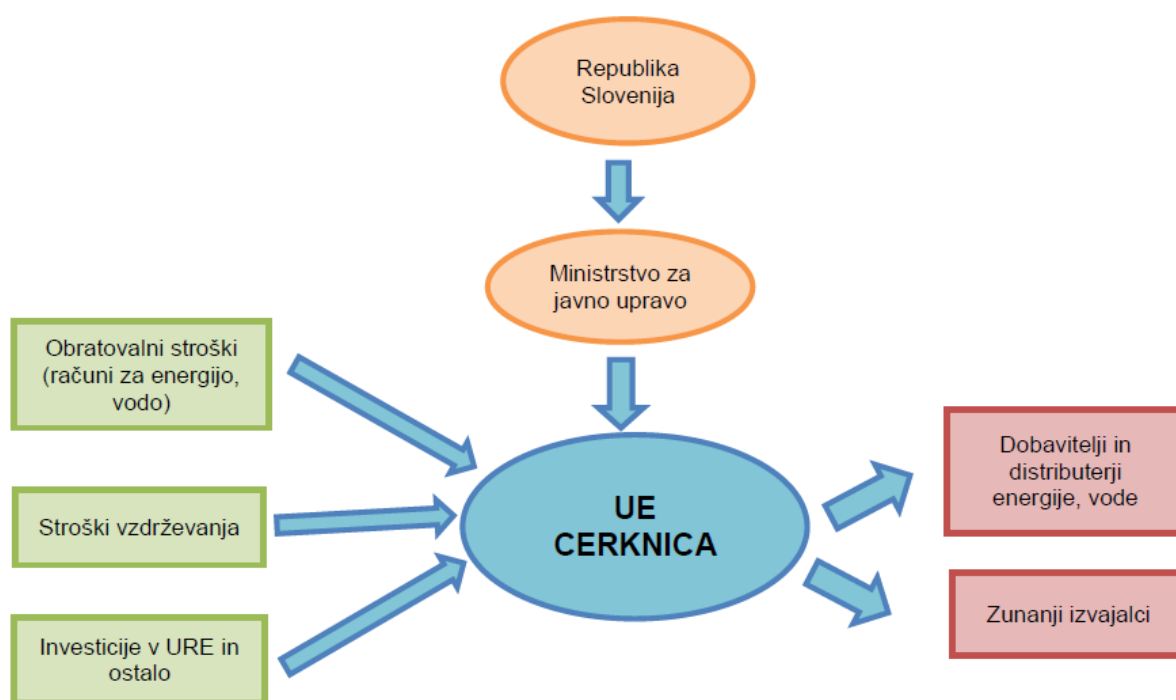 Republika
Slovenija
Ministrstvo za
javno upravo
Obratovalni stroški
(računi za energijo,
vodo)
Stroški vzdrževanja
Investicije v URE in
ostalo
UE
CERKNICA
Dobavitelji in
distributerji
energije, vode
Zunanji izvajalci